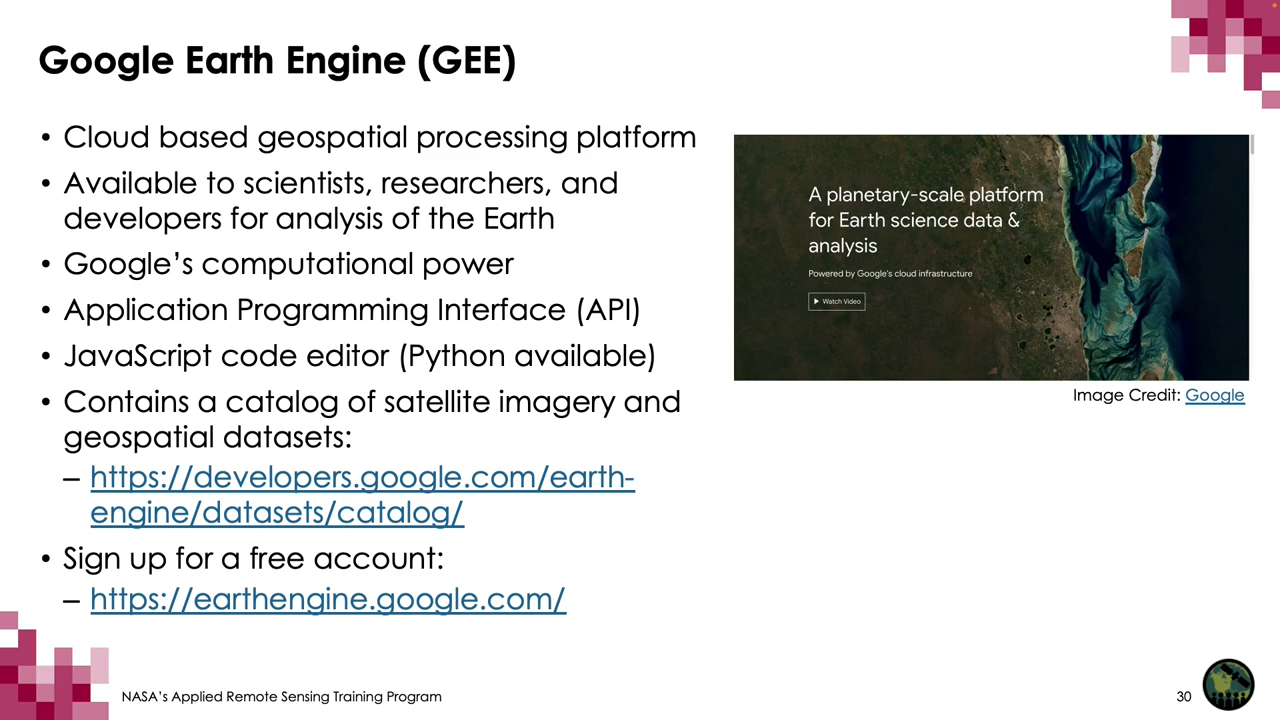 Google Earth Engine (GEE)
• Cloud based geospatial processing platform
• Available to scientists, researchers, and
developers for analysis of the Earth
• Google’s computational power
• Application Programming Interface (API)
• JavaScript code editor (Python available)
• Contains a catalog of satellite imagery and
geospatial datasets:
– https://developers.google.com/earth-
engine/datasets/catalog/
• Sign up for a free account:
– https://earthengine.google.com/
A planetary-scale platform
for Earth science data &
analysis
Powered by Google's cloud infrastructure
Watch Video
Image Credit: Google
NASA’s Applied Remote Sensing Training Program
30